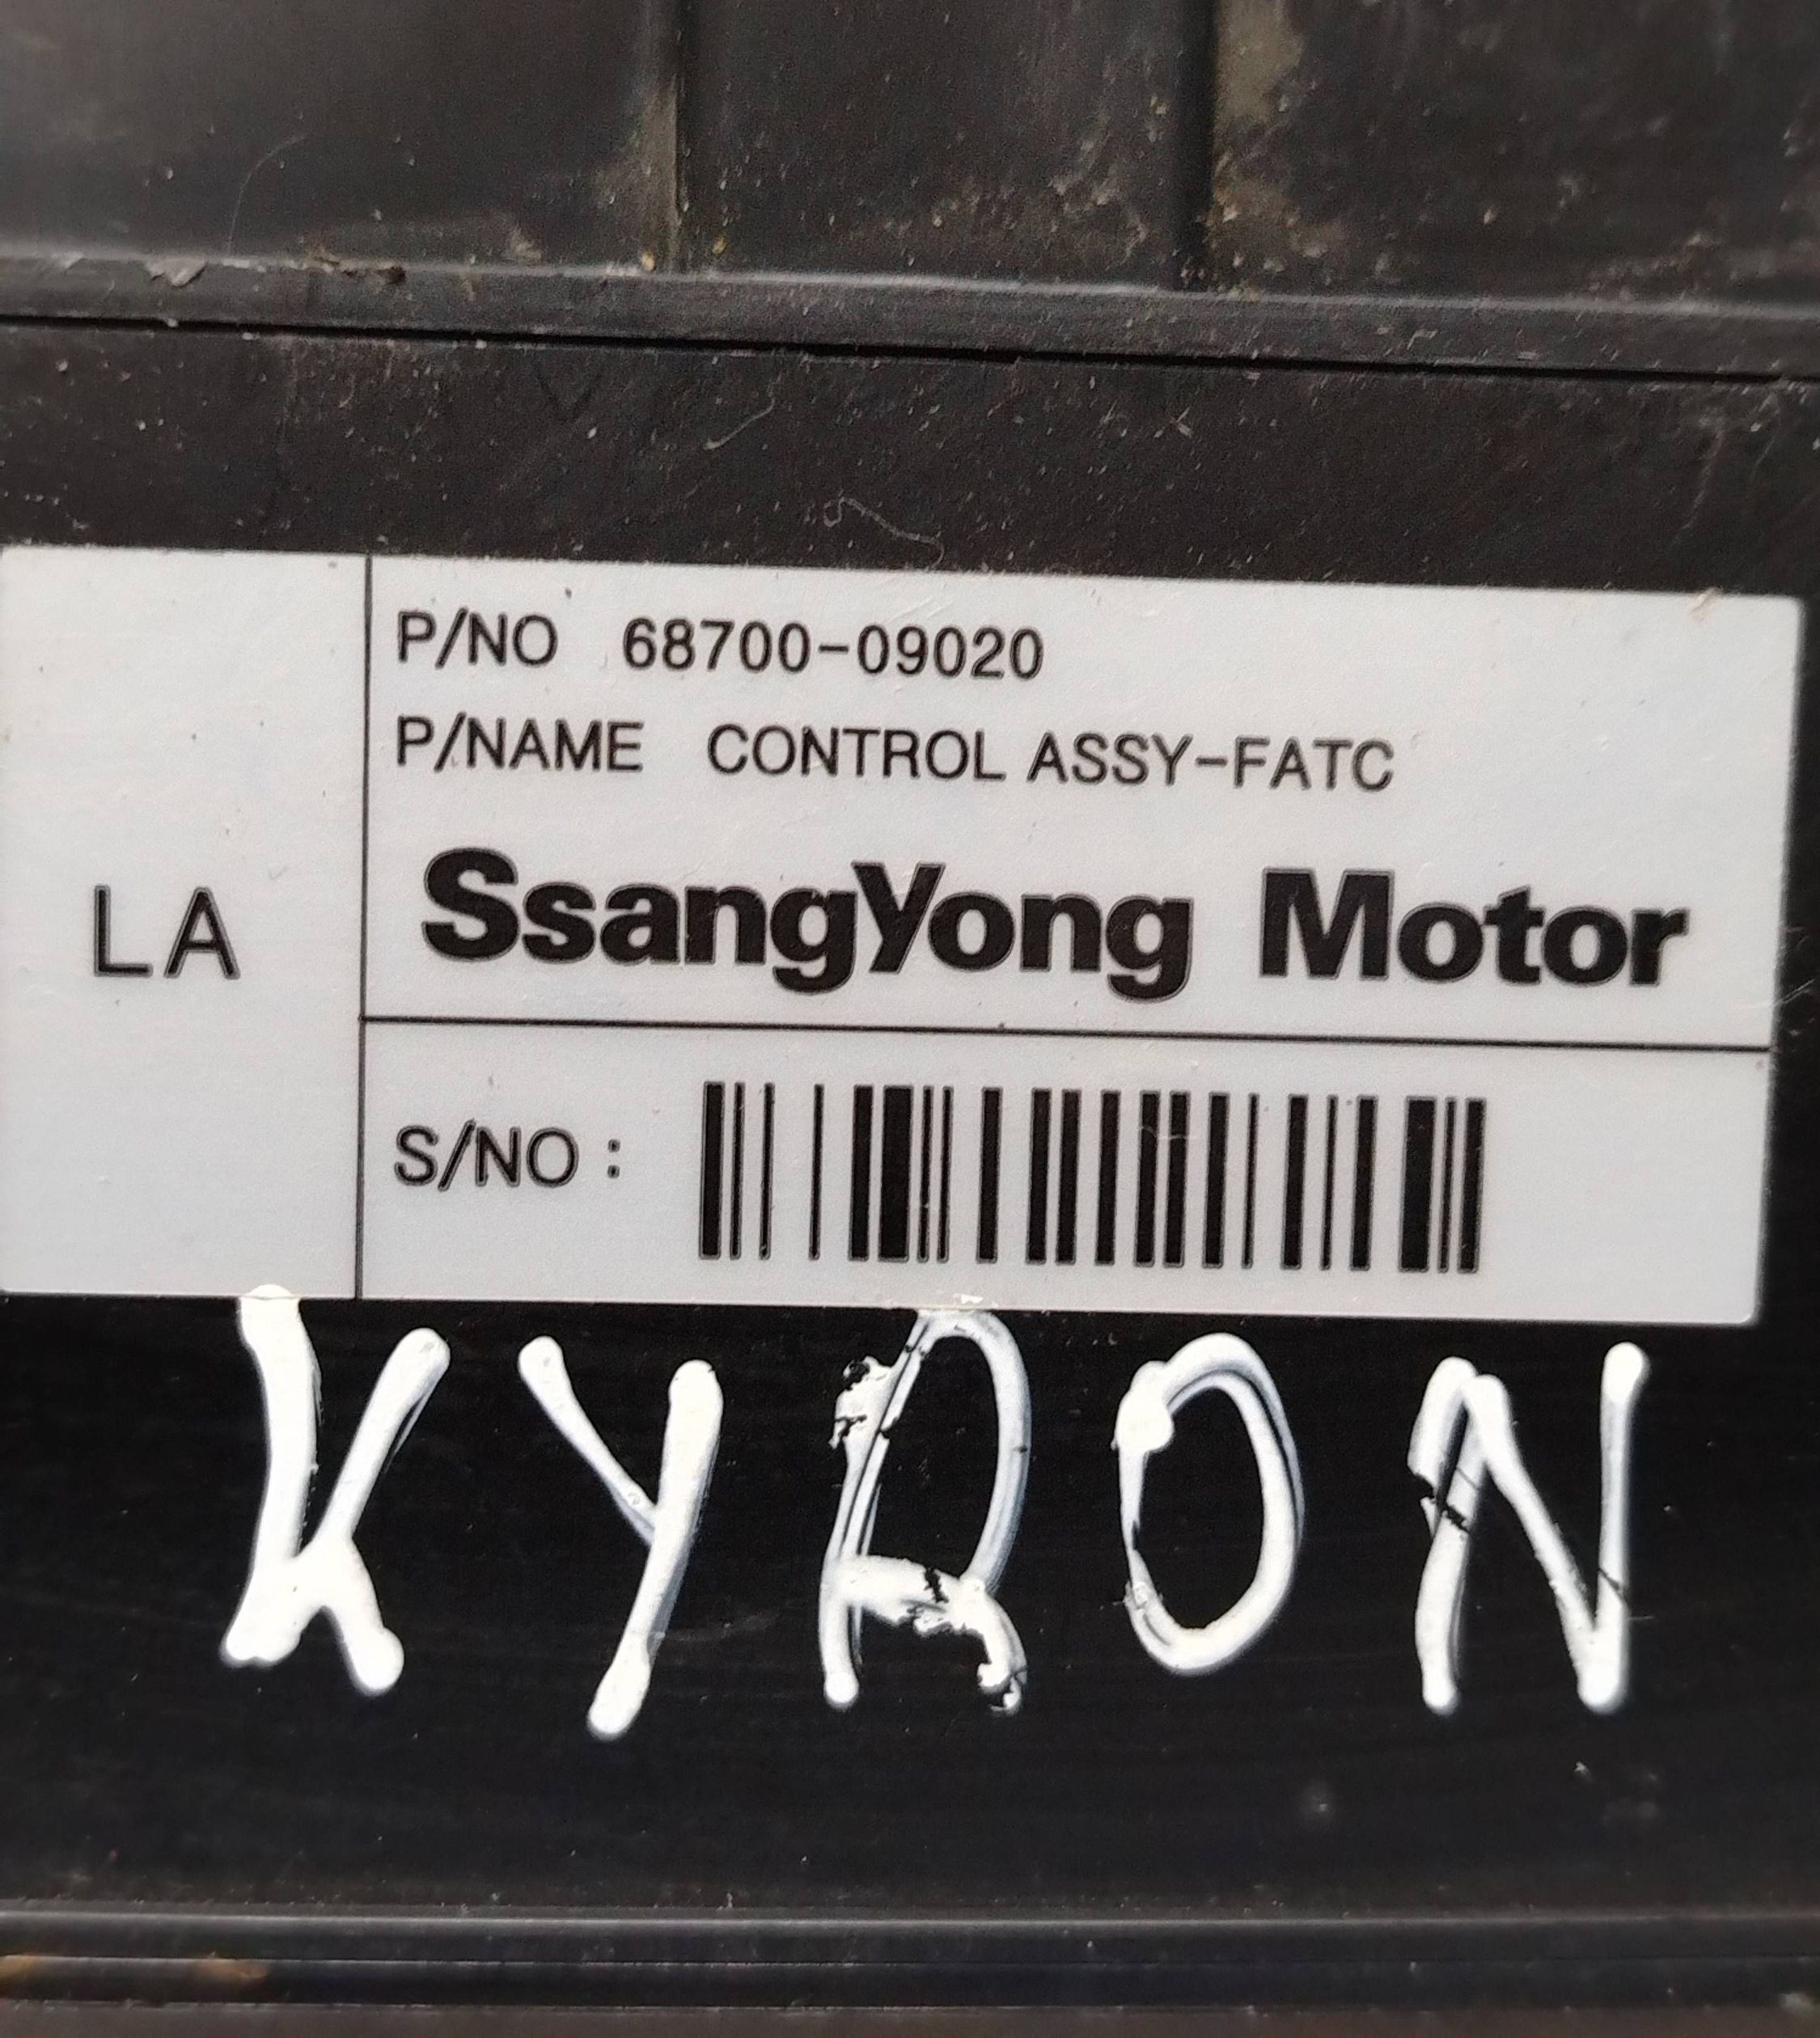 P/NO 68700-09020
P/NAME CONTROL ASSY-FATC
LA
SsangYong Motor
S/NO :
KYRON